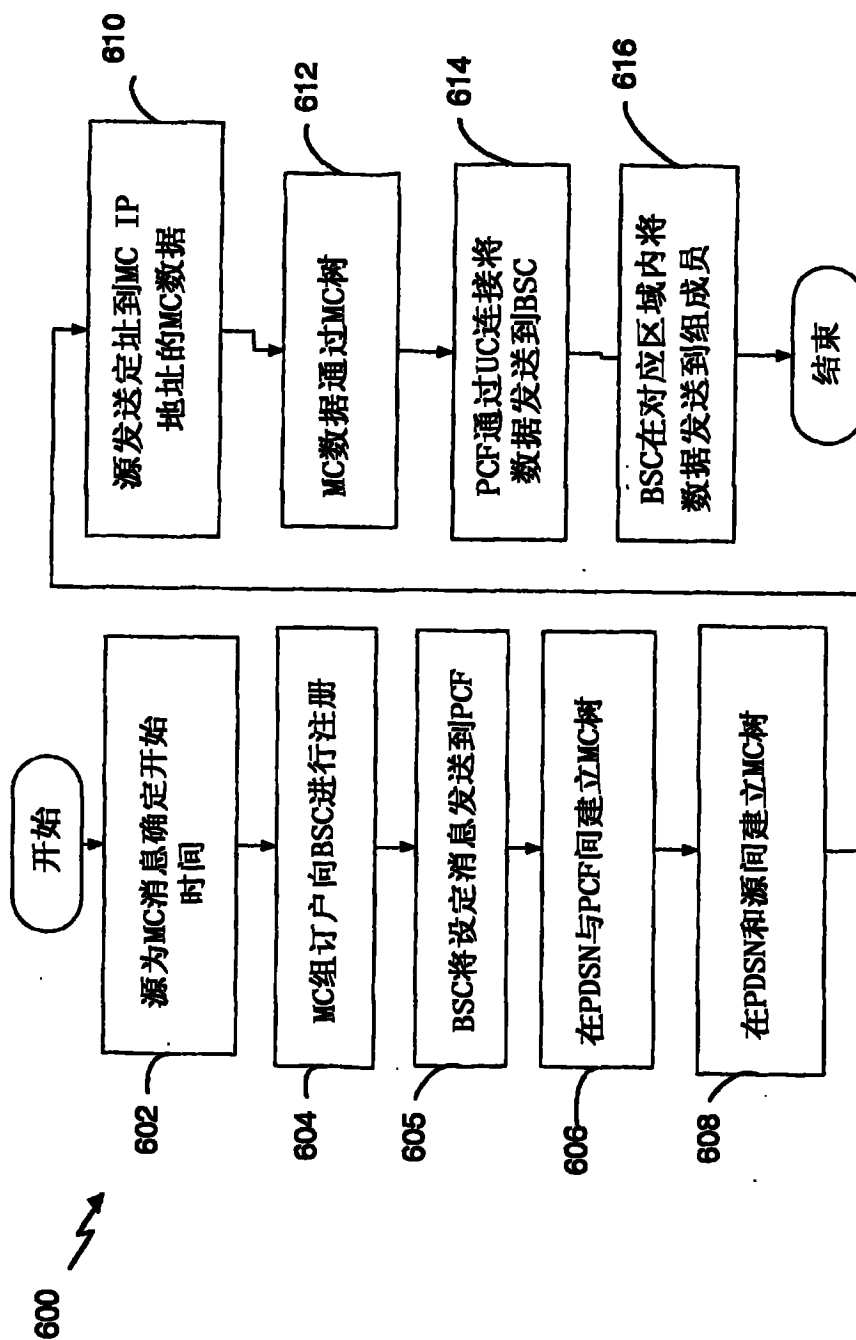 600
开始
602
源为MC消息确定开始
时间
604
MC组订户向BSC进行注册
605
BSC将设定消息发送到PCF
606
在PDSN与PCF间建立MC树
608
在PDSN和源间建立MC树
610
源发送定址到MC IP
地址的MC数据
612
MC数据通过MC树
614
PCF通过UC连接将
数据发送到BSC
616
BSC在对应区域内将
数据发送到组成员
结束